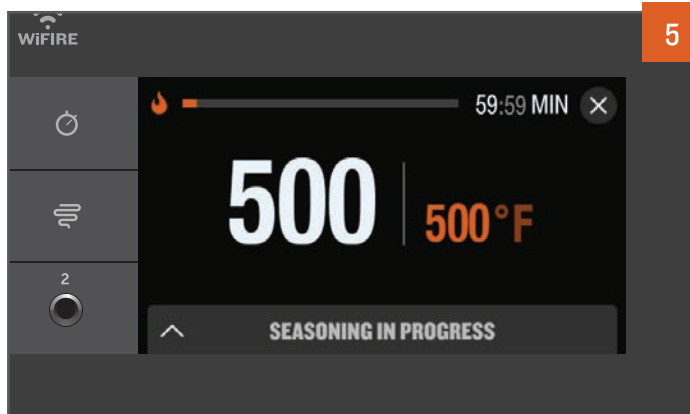 WiFIRE
5
59:59 MIN
500
500°F
2
SEASONING IN PROGRESS